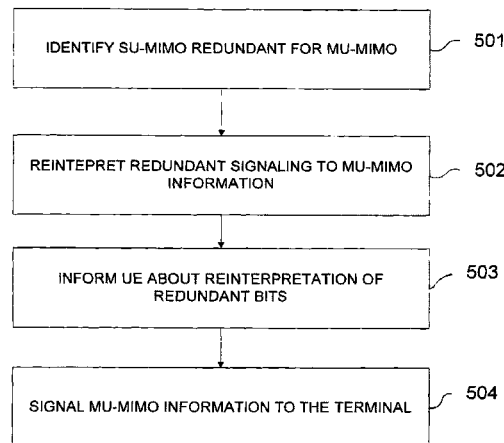 IDENTIFY SU-MIMO REDUNDANT FOR MU-MIMO
501
REINTEPRET REDUNDANT SIGNALING TO MU-MIMO
INFORMATION
502
INFORM UE ABOUT REINTERPRETATION OF
REDUNDANT BITS
503
SIGNAL MU-MIMO INFORMATION TO THE TERMINAL
504